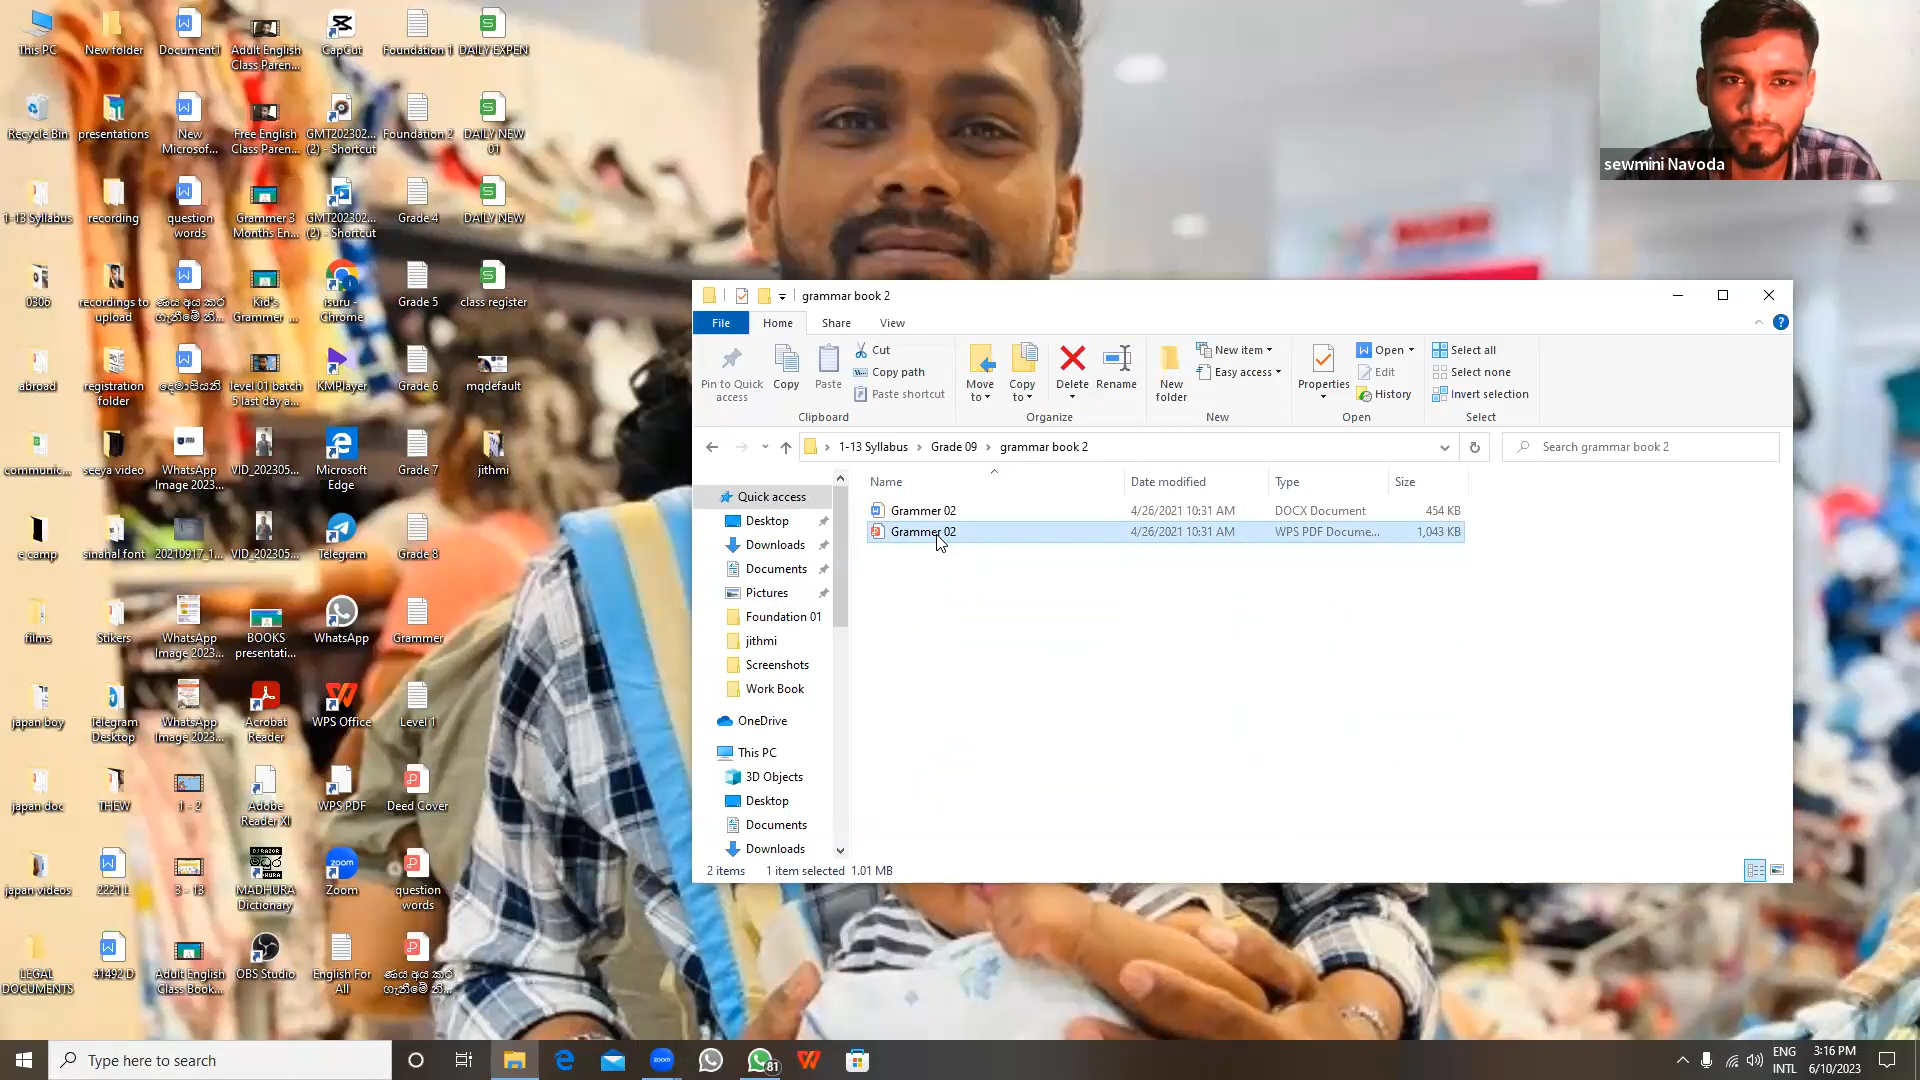 This PC
New folder
Document1
Adult English
Class Paren...
CapCut
Foundation 1
DAILY EXPEN
Recycle Bin
presentations
New
Microsof...
Free English
Class Paren...
GMT202302...
(2) - Shortcut
Foundation 2
DAILY NEW
01
1-13 Syllabus
recording
question
words
Grammer 3
Months En...
GMT202302...
(2) - Shortcut
Grade 4
DAILY NEW
0306
recordings to
upload
ණය අය කර
ගැනීමේ නි...
Kid's
Grammer ...
isuru -
Chrome
Grade 5
class register
abroad
registration
folder
දෙමාපියනි
level 01 batch
5 last day a...
KMPlayer
Grade 6
mqdefault
communic...
seeya video
WhatsApp
Image 2023...
VID_202305...
Microsoft
Edge
Grade 7
jithmi
e camp
sinahal font
20210917_1...
VID_202305...
Telegram
Grade 8
films
Stikers
WhatsApp
Image 2023...
BOOKS
presentati...
WhatsApp
Grammer
japan boy
Telegram
Desktop
WhatsApp
Image 2023...
Acrobat
Reader
WPS Office
Level 1
japan doc
THEW
1 - 2
Adobe
Reader XI
WPS PDF
Deed Cover
japan videos
2221 L
3 - 13
MADHURA
Dictionary
Zoom
question
words
LEGAL
DOCUMENTS
41492 D
Adult English
Class Book...
OBS Studio
English For
All
ණය අය කර
ගැනීමේ නි...
sewmini Navoda
grammar book 2
File Home Share View
Pin to Quick
access
Copy
Paste
Cut
Copy path
Paste shortcut
Clipboard
Move
to
Copy
to
Delete
Rename
Organize
New
folder
New item
Easy access
New
Properties
Open
Edit
History
Open
Select all
Select none
Invert selection
Select
1-13 Syllabus › Grade 09 › grammar book 2
Search grammar book 2
Name Date modified Type Size
Grammer 02 4/26/2021 10:31 AM DOCX Document 454 KB
Grammer 02 4/26/2021 10:31 AM WPS PDF Docume... 1,043 KB
Quick access
Desktop
Downloads
Documents
Pictures
Foundation 01
jithmi
Screenshots
Work Book
OneDrive
This PC
3D Objects
Desktop
Documents
Downloads
2 items 1 item selected 1.01 MB
Type here to search
zoom
81
ENG
INTL
3:16 PM
6/10/2023